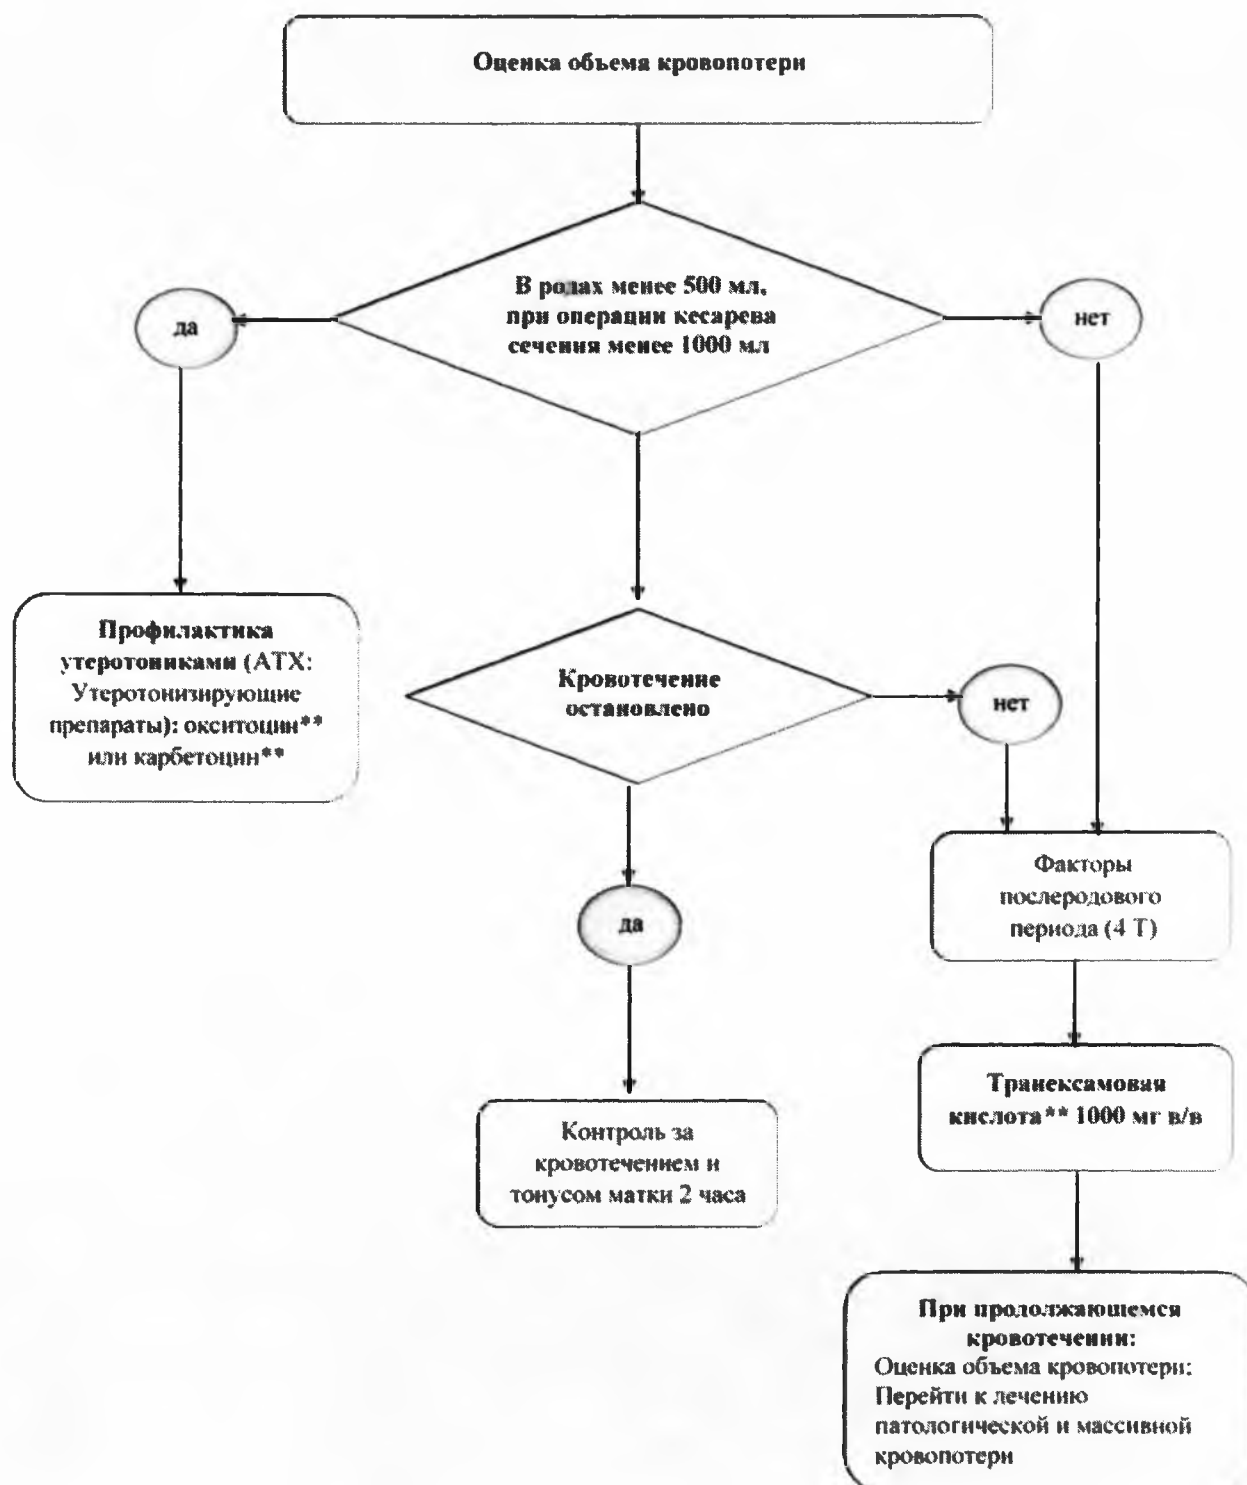 Оценка объема кровопотери
В родах менее 500 мл,
при операции кесарева
сечения менее 1000 мл
да
нет
Профилактика
утеротониками (АТХ:
Утеротонизирующие
препараты): окситоцин**
или карбетоцин**
Кровотечение
остановлено
нет
да
Факторы
послеродового
периода (4 Т)
Транексамовая
кислота** 1000 мг в/в
Контроль за
кровотечением и
тонусом матки 2 часа
При продолжающемся
кровотечении:
Оценка объема кровопотери:
Перейти к лечению
патологической и массивной
кровопотери